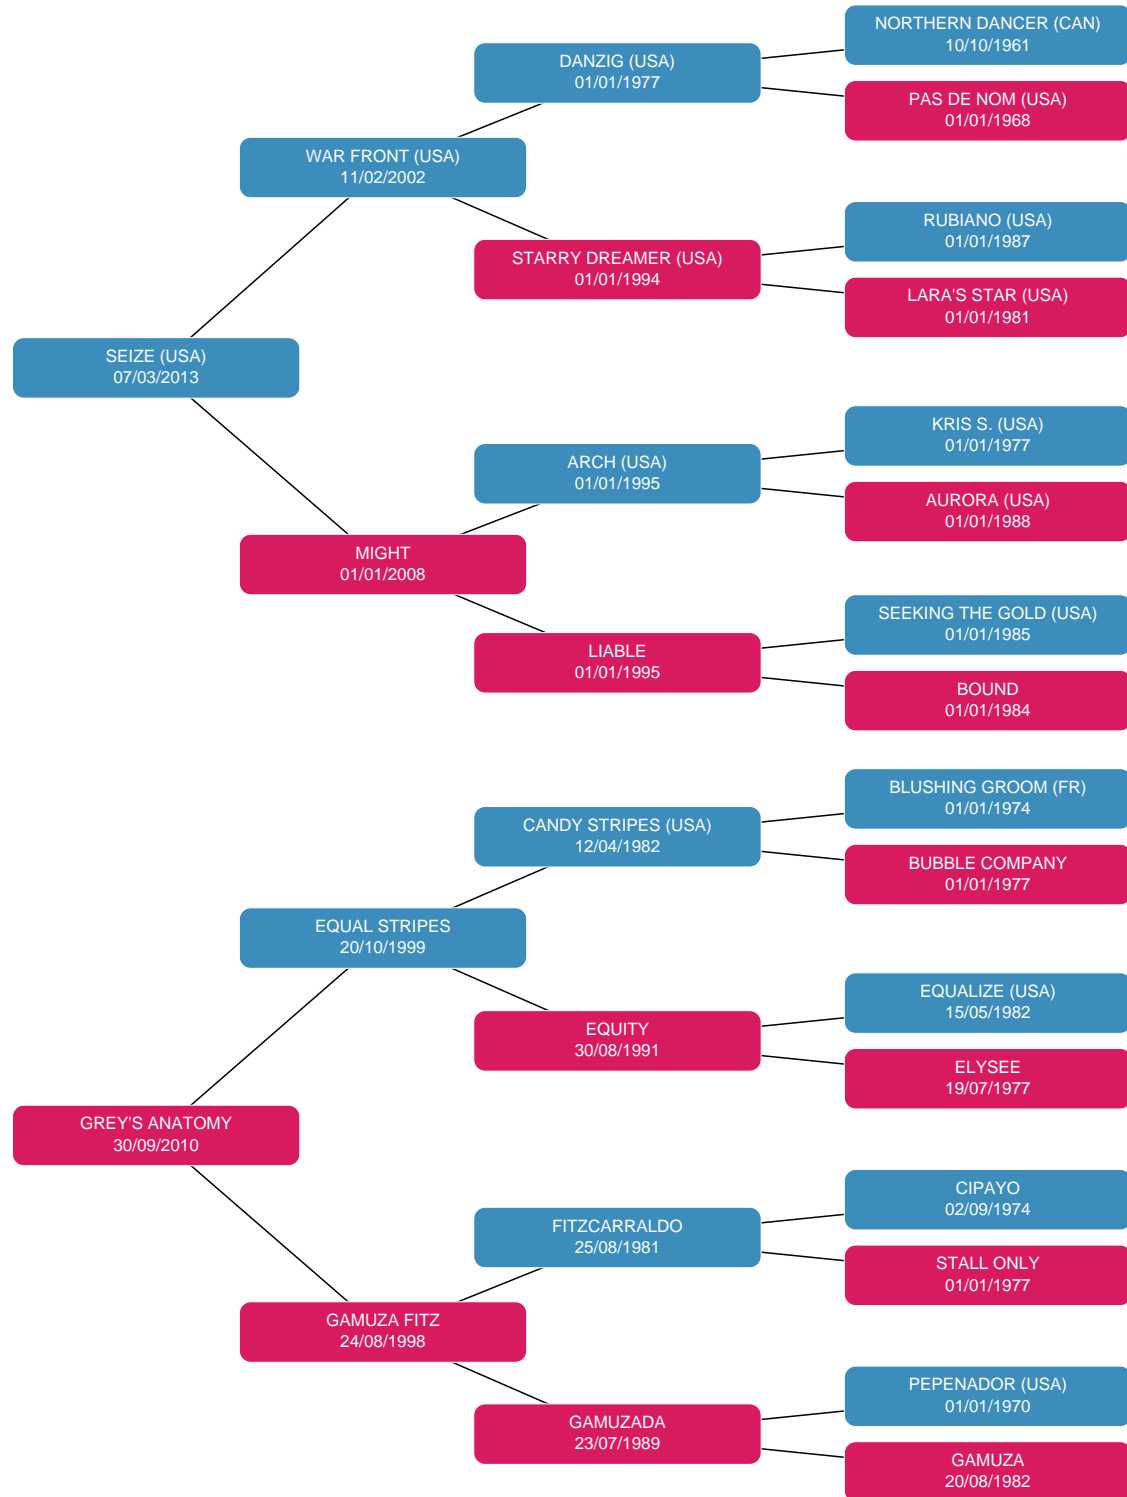 NORTHERN DANCER (CAN)
10/10/1961
DANZIG (USA)
01/01/1977
PAS DE NOM (USA)
01/01/1968
WAR FRONT (USA)
11/02/2002
RUBIANO (USA)
01/01/1987
STARRY DREAMER (USA)
01/01/1994
LARA'S STAR (USA)
01/01/1981
SEIZE (USA)
07/03/2013
KRIS S. (USA)
01/01/1977
ARCH (USA)
01/01/1995
AURORA (USA)
01/01/1988
MIGHT
01/01/2008
SEEKING THE GOLD (USA)
01/01/1985
LIABLE
01/01/1995
BOUND
01/01/1984
BLUSHING GROOM (FR)
01/01/1974
CANDY STRIPES (USA)
12/04/1982
BUBBLE COMPANY
01/01/1977
EQUAL STRIPES
20/10/1999
EQUALIZE (USA)
15/05/1982
EQUITY
30/08/1991
ELYSEE
19/07/1977
GREY'S ANATOMY
30/09/2010
CIPAYO
02/09/1974
FITZCARRALDO
25/08/1981
STALL ONLY
01/01/1977
GAMUZA FITZ
24/08/1998
PEPENADOR (USA)
01/01/1970
GAMUZADA
23/07/1989
GAMUZA
20/08/1982